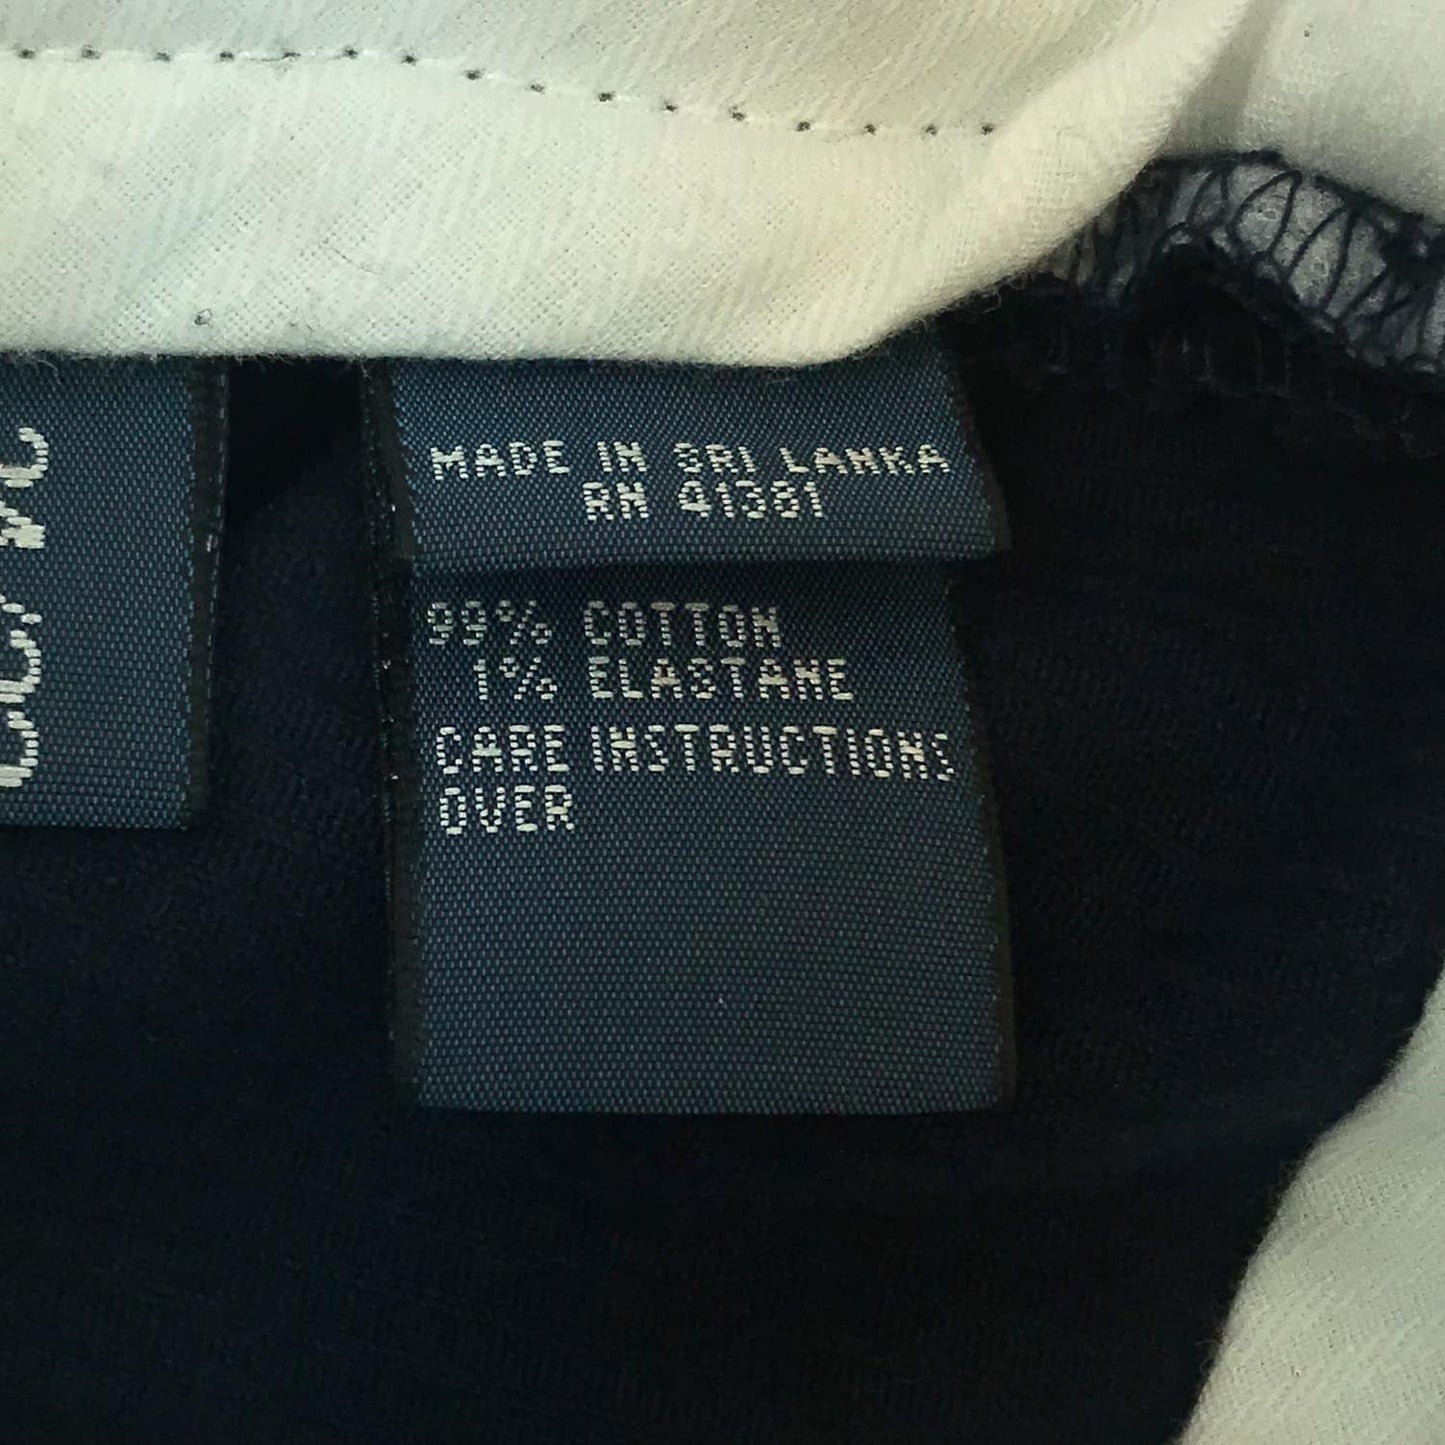 MADE IN SRI LANKA
RN 41381
99% COTTON
1% ELASTANE
CARE INSTRUCTIONS
OVER